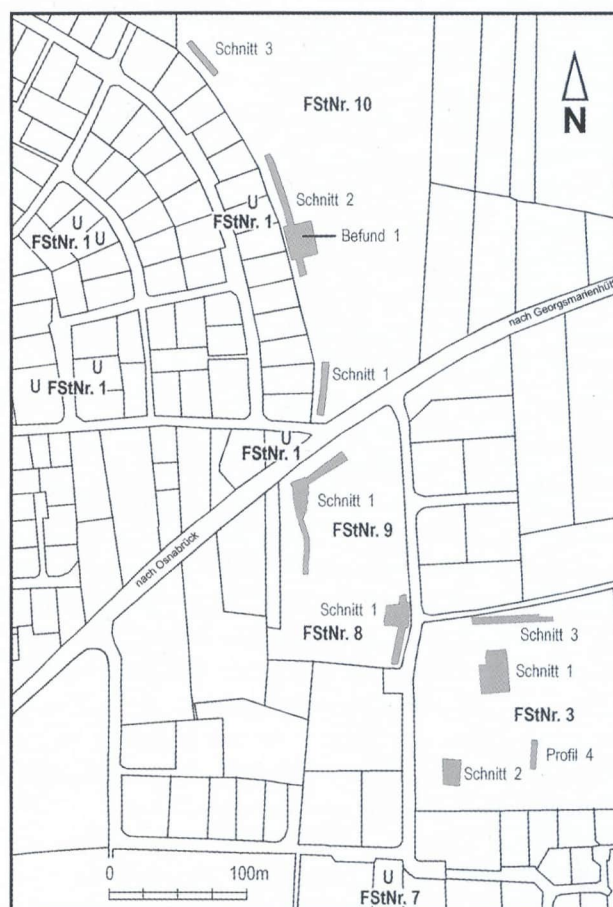 Schnitt 3
FStNr. 10
N
Schnitt 2
U
FStNr. 1
Befund 1
U
FStNr. 1 U
nach Georgsmarienhütt
U
U FStNr. 1
Schnitt 1
U
FStNr. 1
Schnitt 1
FStNr. 9
nach Osnabrück
Schnitt 1
FStNr. 8
Schnitt 3
Schnitt 1
FStNr. 3
Profil 4
Schnitt 2
0 100m
U
FStNr. 7